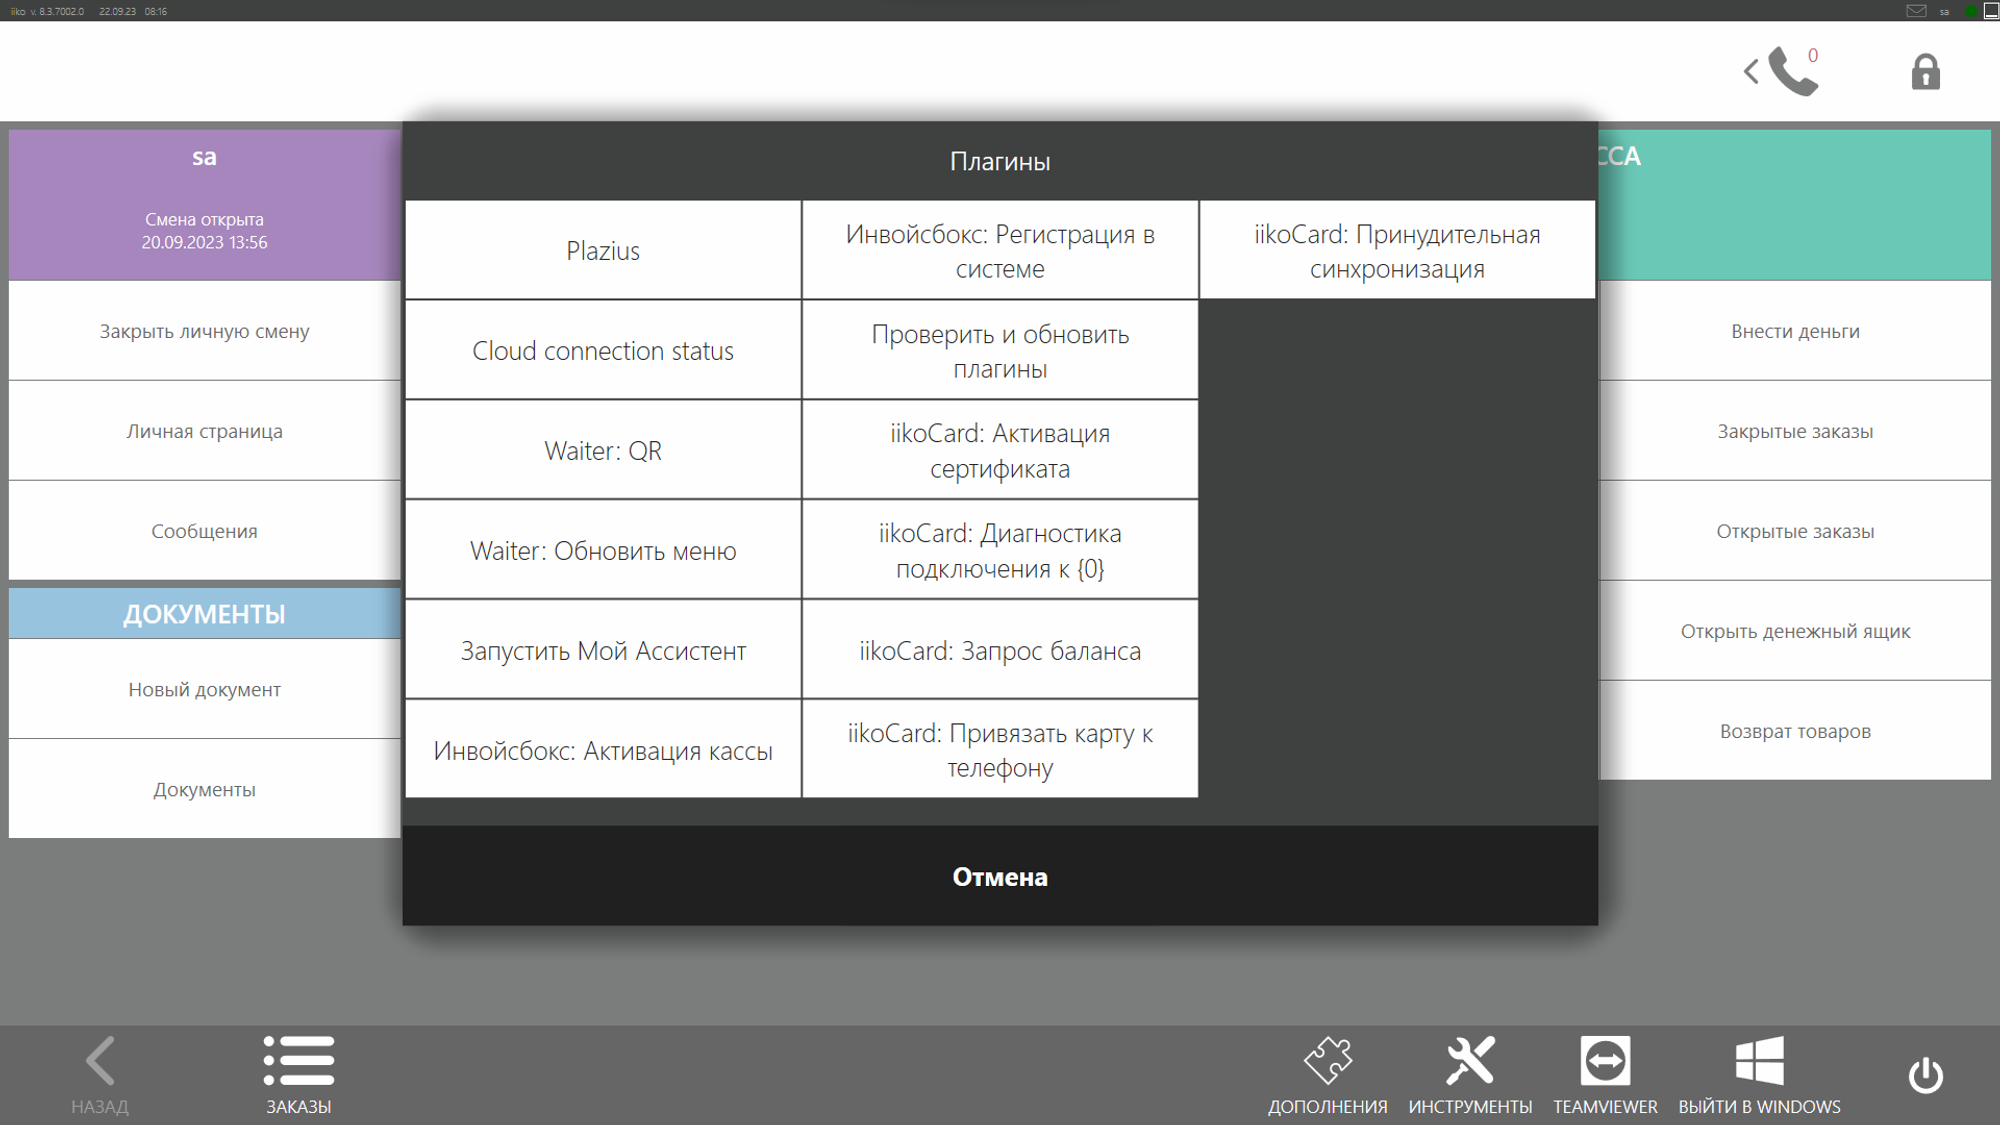 iiko v. 8.3.7002.0 22.09.23 08:16
sa
0
sa
Смена открыта
20.09.2023 13:56
Закрыть личную смену
Личная страница
Сообщения
ДОКУМЕНТЫ
Новый документ
Документы
Плагины
Plazius
Инвойсбокс: Регистрация в
системе
iikoCard: Принудительная
синхронизация
Cloud connection status
Проверить и обновить
плагины
Waiter: QR
iikoCard: Активация
сертификата
Waiter: Обновить меню
iikoCard: Диагностика
подключения к {0}
Запустить Мой Ассистент
iikoCard: Запрос баланса
Инвойсбокс: Активация кассы
iikoCard: Привязать карту к
телефону
Отмена
ССА
Внести деньги
Закрытые заказы
Открытые заказы
Открыть денежный ящик
Возврат товаров
НАЗАД
ЗАКАЗЫ
ДОПОЛНЕНИЯ
ИНСТРУМЕНТЫ
TEAMVIEWER
ВЫЙТИ В WINDOWS